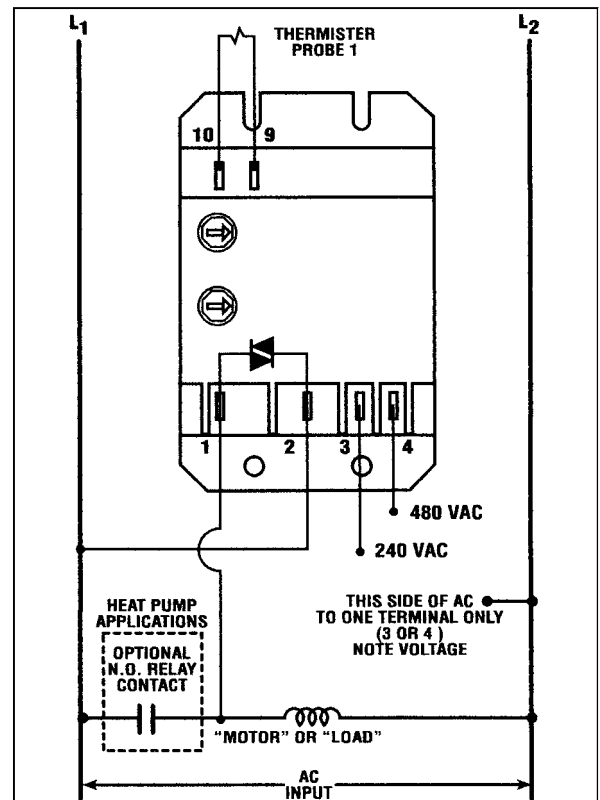 L1
L2
THERMISTER
PROBE 1
10
9
1
2
3
4
480 VAC
240 VAC
HEAT PUMP
APPLICATIONS
OPTIONAL
N.O. RELAY
CONTACT
THIS SIDE OF AC
TO ONE TERMINAL ONLY
(3 OR 4 )
NOTE VOLTAGE
"MOTOR" OR "LOAD"
AC
INPUT